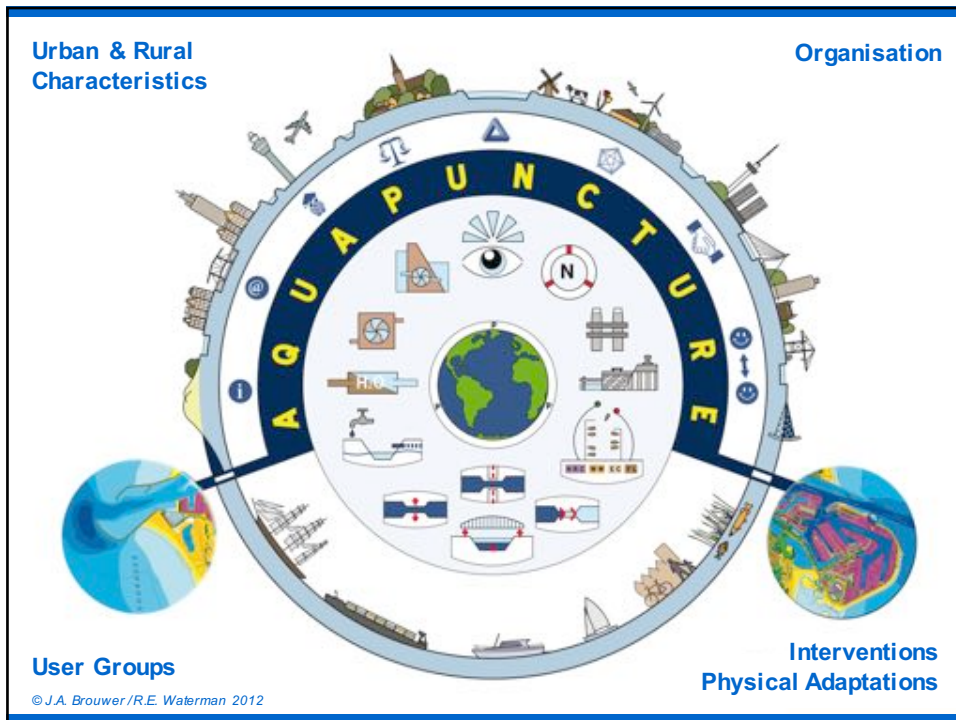 Urban & Rural
Characteristics
Organisation
AQUAPUNCTURE
N
@
H2O
i
User Groups
© J.A. Brouwer / R.E. Waterman 2012
Interventions
Physical Adaptations